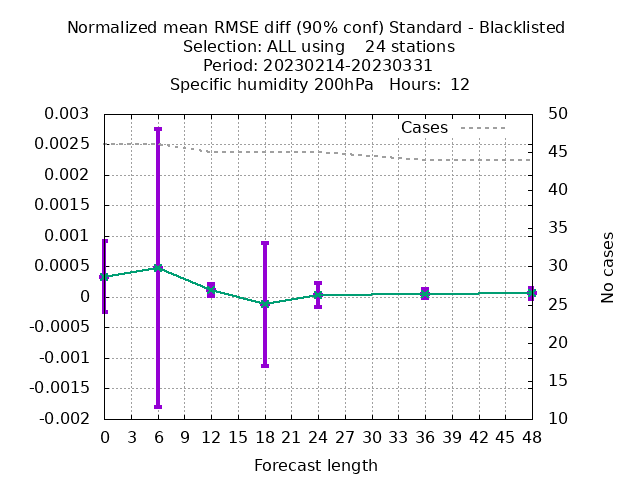 Normalized mean RMSE diff (90% conf) Standard - Blacklisted
Selection: ALL using    24 stations
Period: 20230214-20230331
Specific humidity 200hPa   Hours:  12
Cases
0.003
0.0025
0.002
0.0015
0.001
0.0005
0
-0.0005
-0.001
-0.0015
-0.002
50
45
40
35
30
25
20
15
10
No cases
0 3 6 9 12 15 18 21 24 27 30 33 36 39 42 45 48
Forecast length